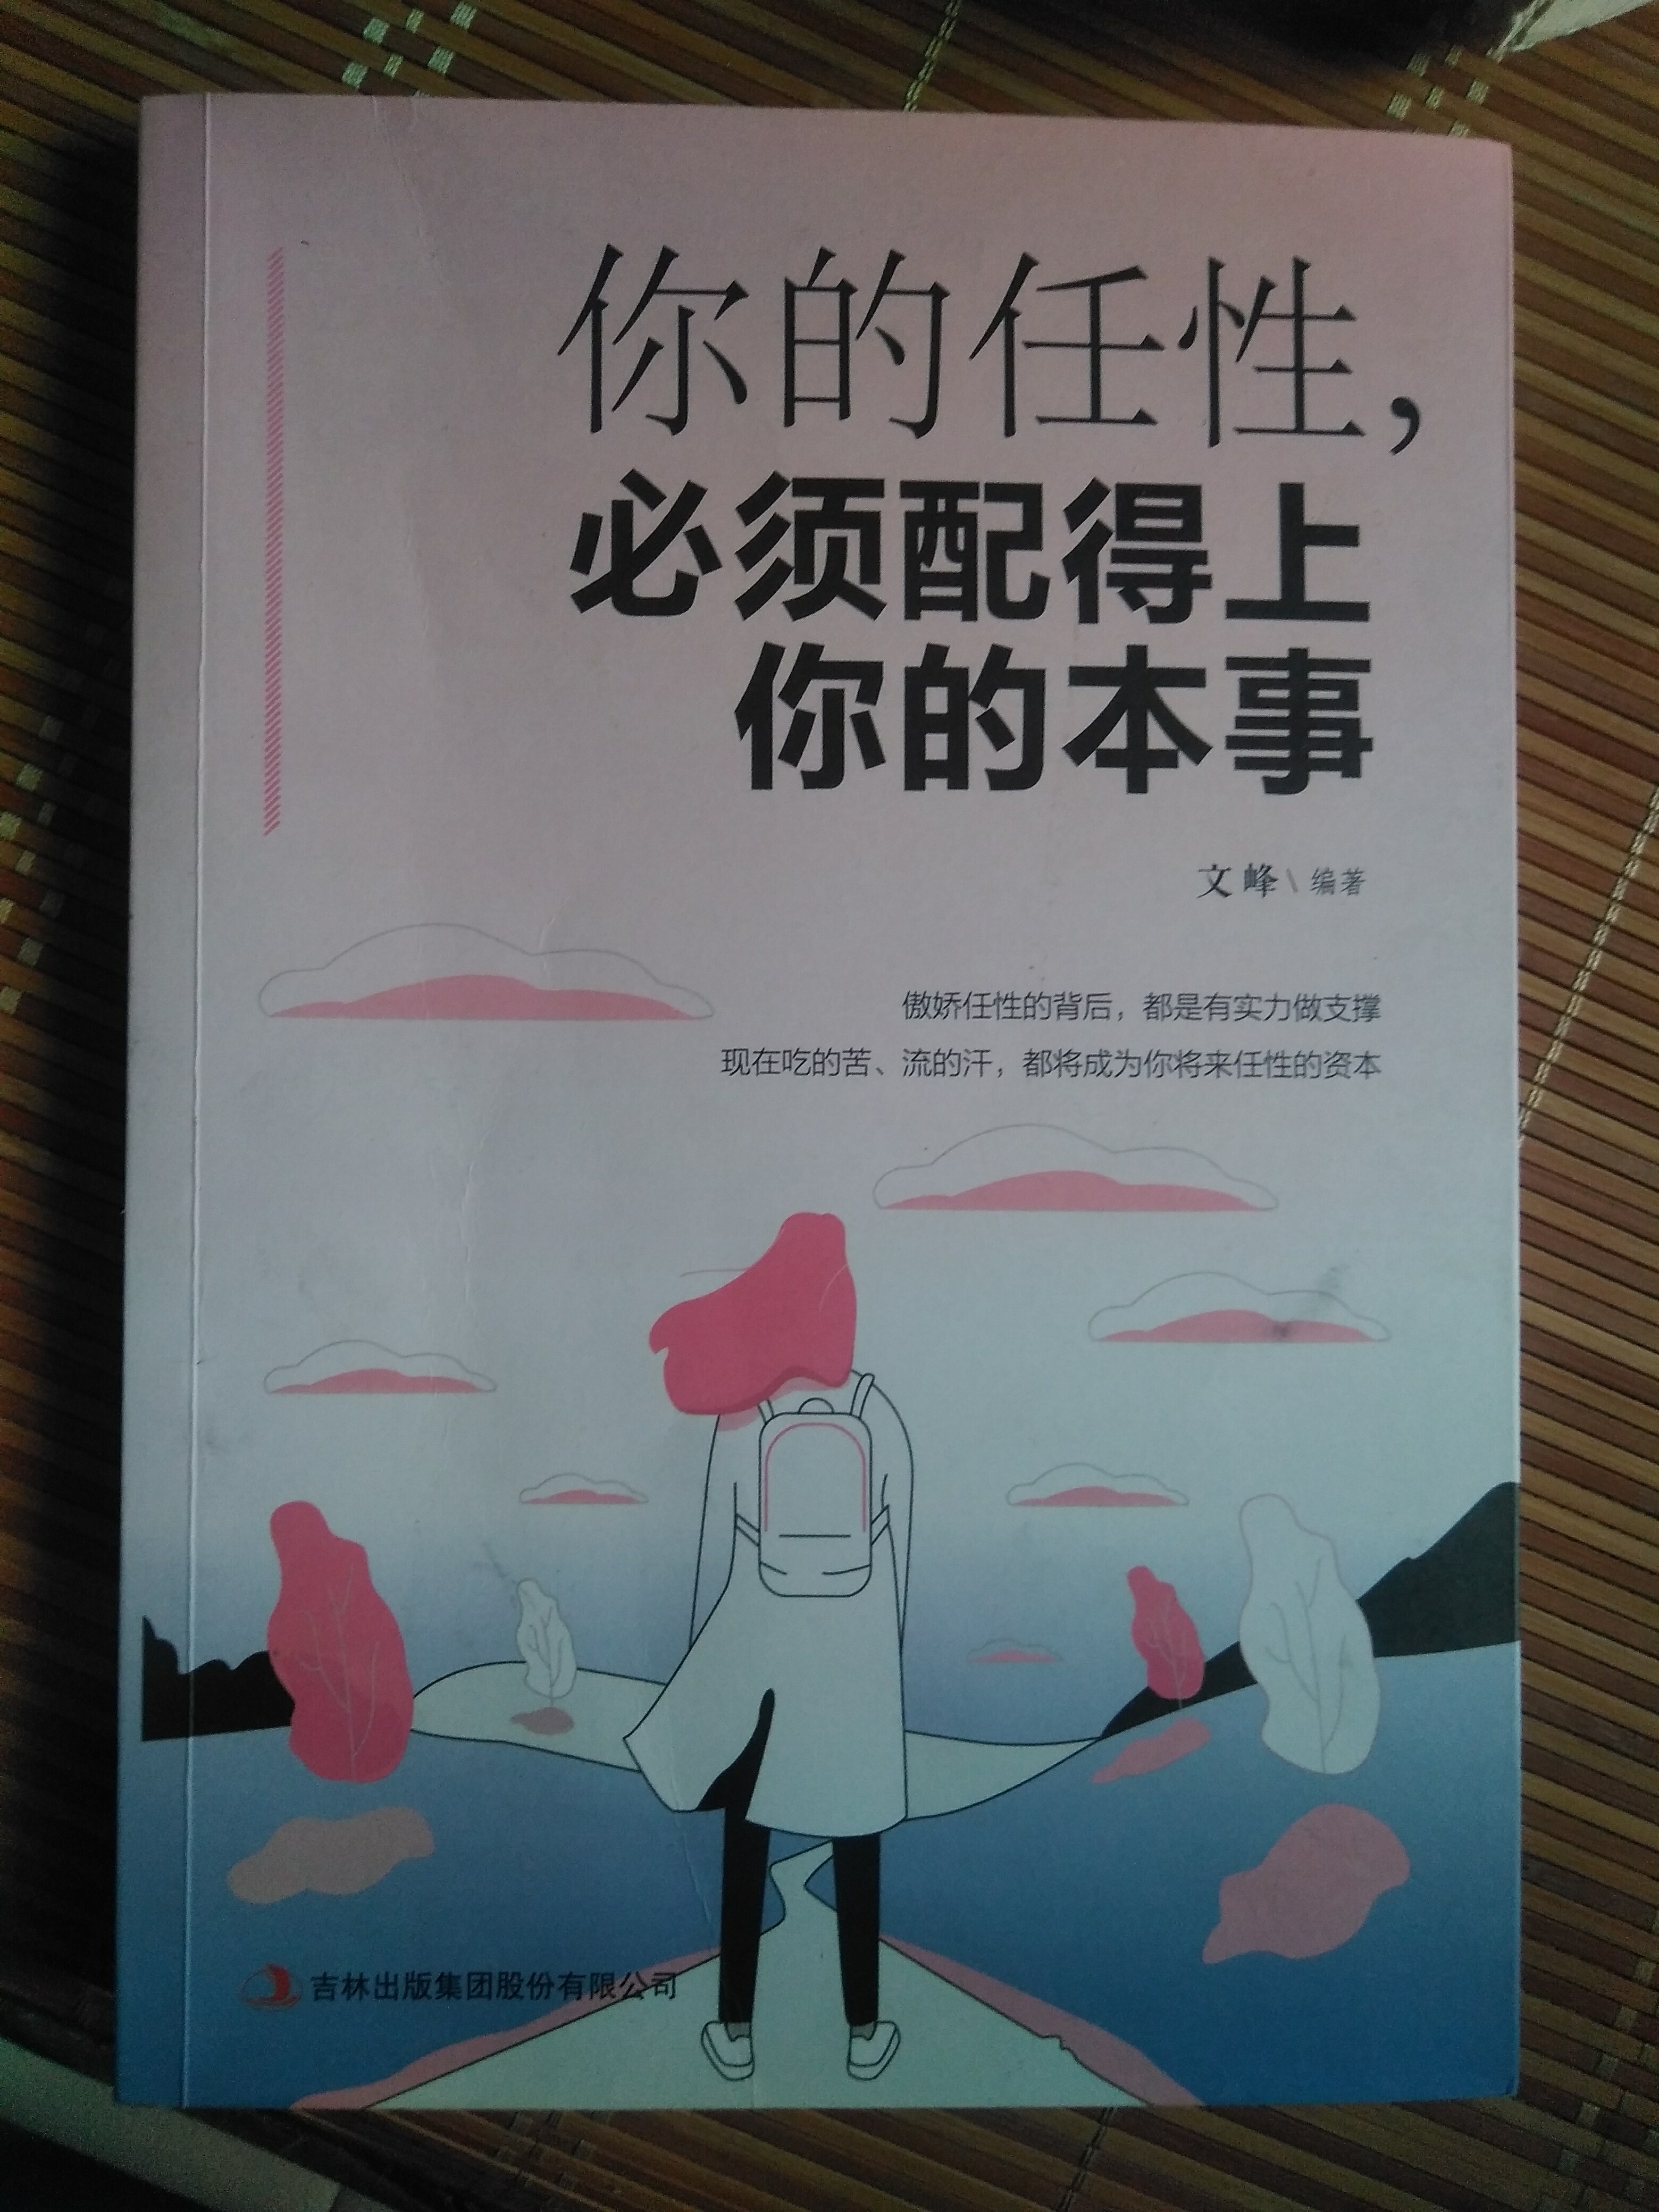 你的任性，
必须配得上
你的本事
文峰\编著
傲娇任性的背后，都是有实力做支撑
现在吃的苦、流的汗，都将成为你将来任性的资本
吉林出版集团股份有限公司